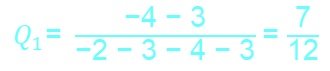 Q₁ = (−4 − 3) / (−2 − 3 − 4 − 3) = 7/12